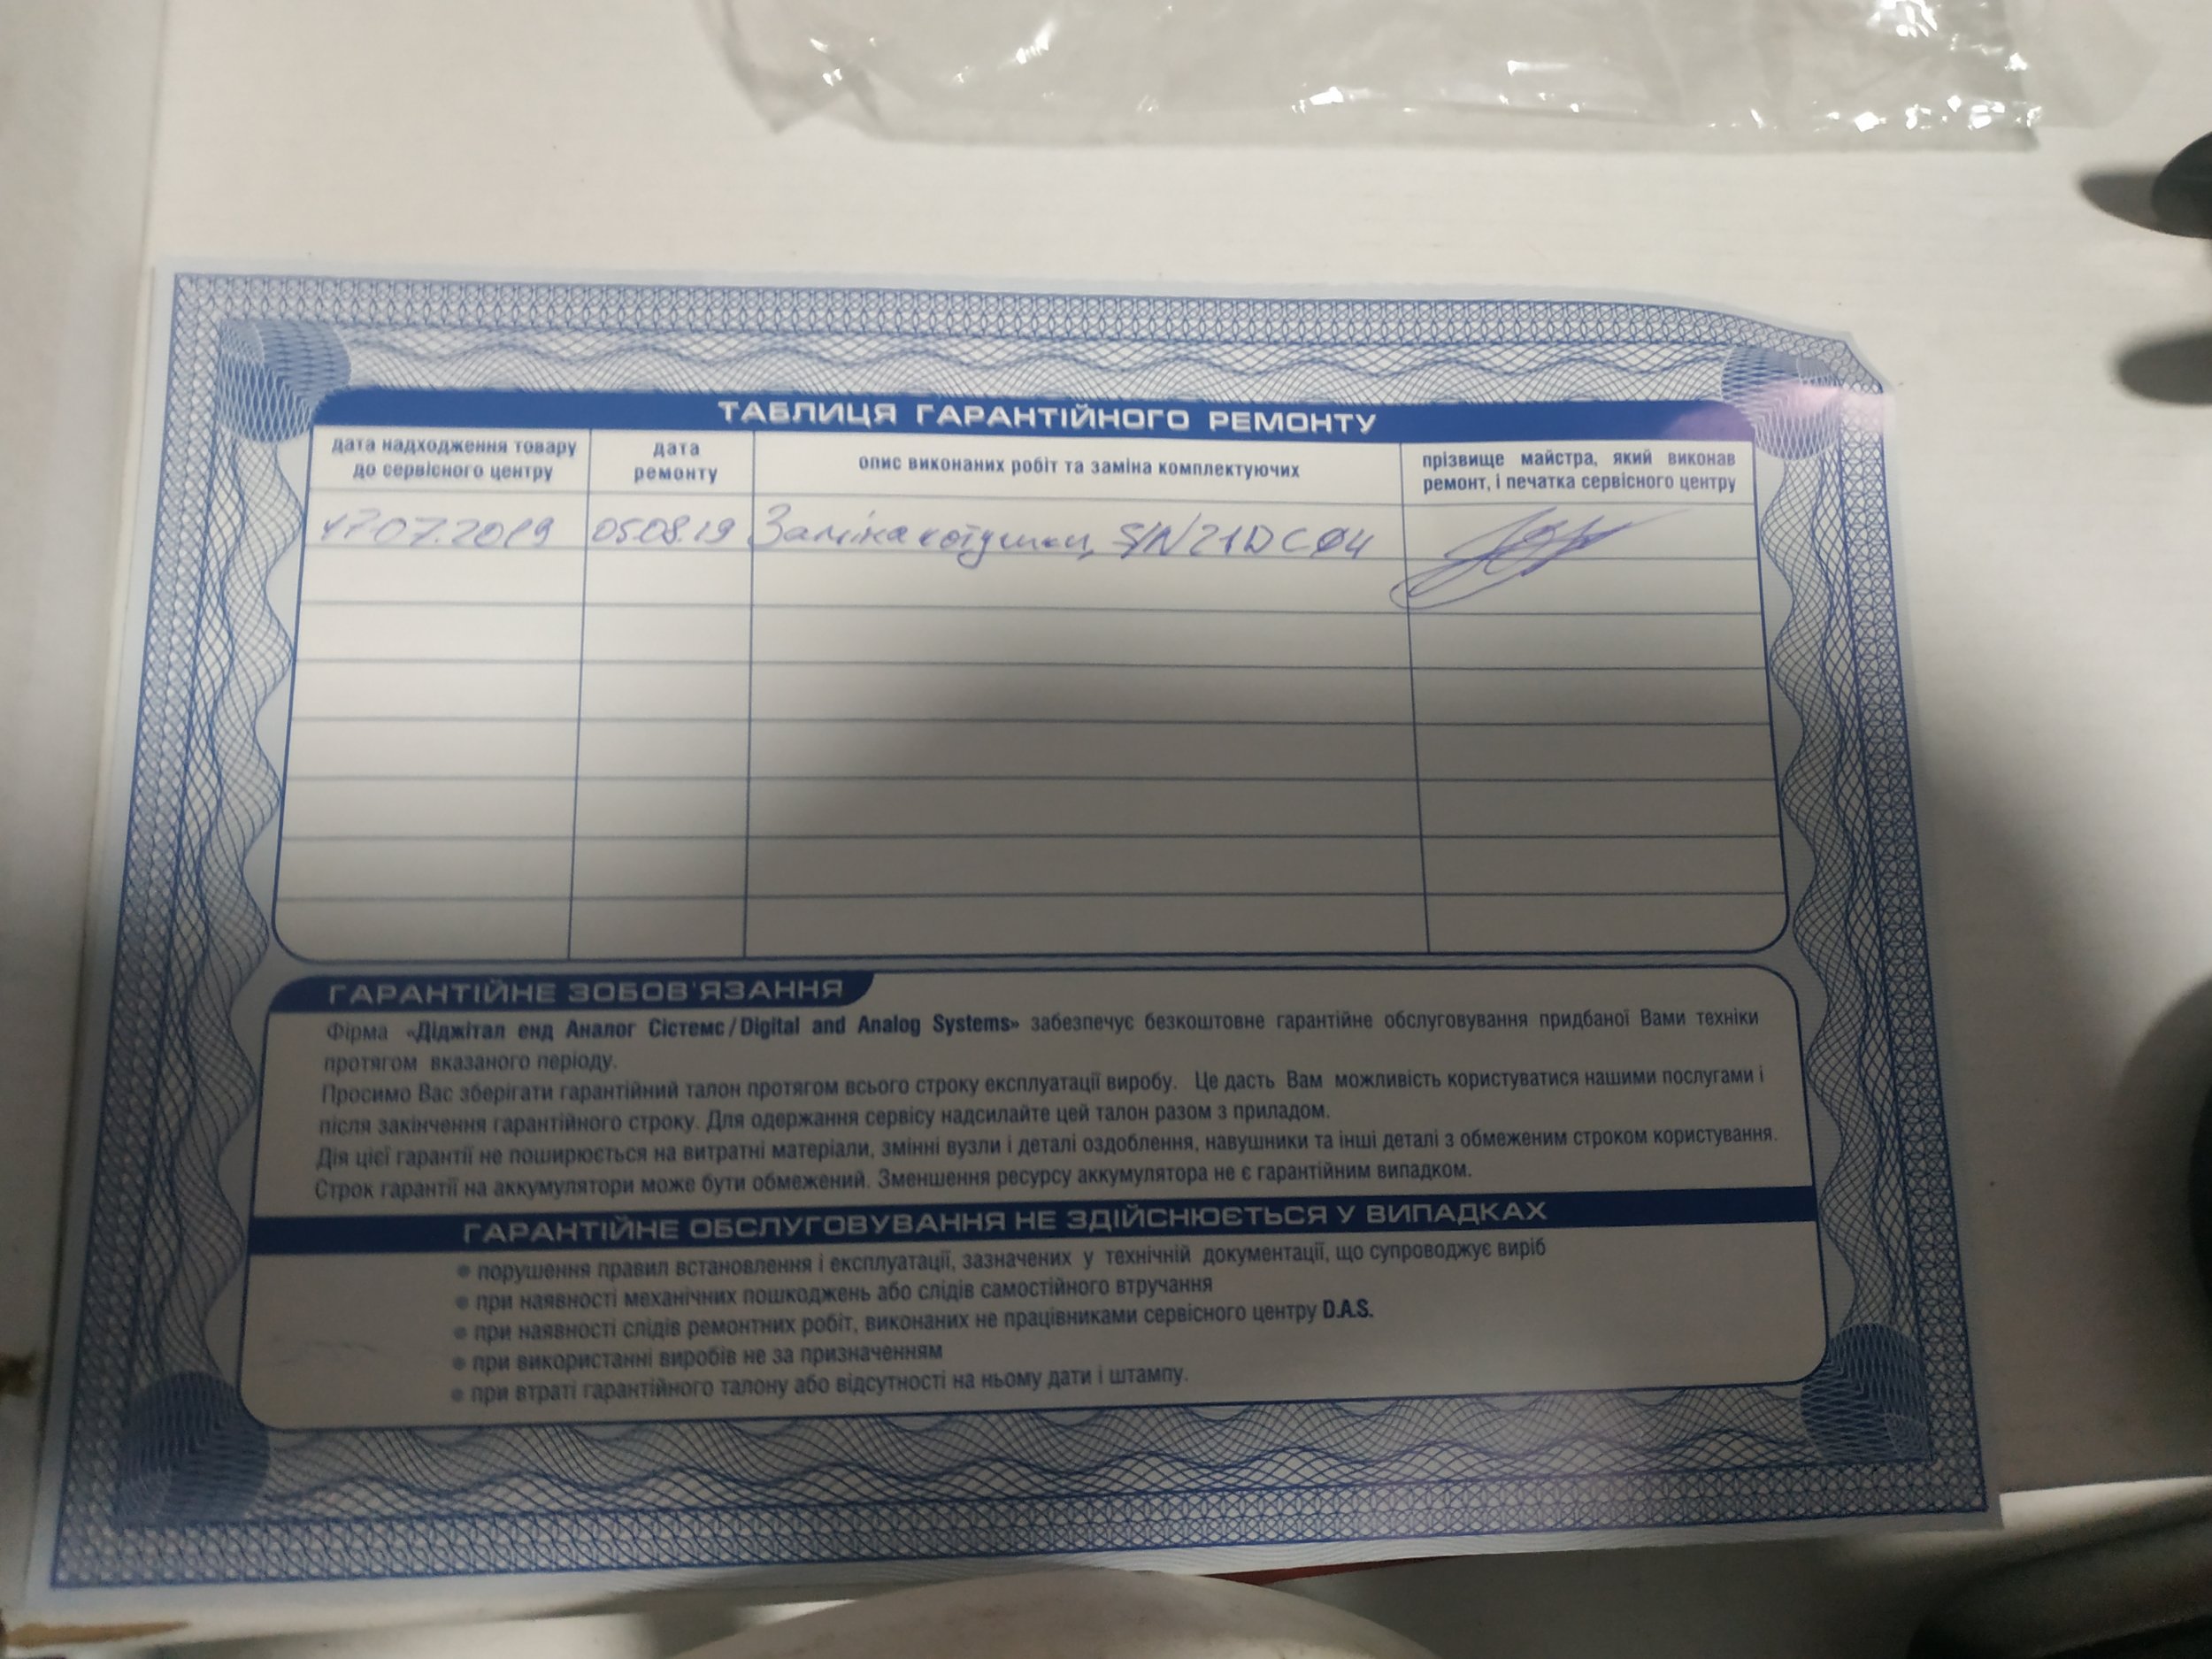 ТАБЛИЦЯ ГАРАНТІЙНОГО РЕМОНТУ
дата надходження товару
до сервісного центру
дата
ремонту
опис виконаних робіт та заміна комплектуючих
прізвище майстра, який виконав
ремонт, і печатка сервісного центру
17.07.2019 05.08.19 Заміна котушки, S/N 21DC04
ГАРАНТІЙНЕ ЗОБОВ'ЯЗАННЯ
Фірма «Діджітал енд Аналог Сістемс/Digital and Analog Systems» забезпечує безкоштовне гарантійне обслуговування придбаної Вами техніки
протягом вказаного періоду.
Просимо Вас зберігати гарантійний талон протягом всього строку експлуатації виробу. Це дасть Вам можливість користуватися нашими послугами і
після закінчення гарантійного строку. Для одержання сервісу надсилайте цей талон разом з приладом.
Дія цієї гарантії не поширюється на витратні матеріали, змінні вузли і деталі оздоблення, навушники та інші деталі з обмеженим строком користування.
Строк гарантії на аккумулятори може бути обмежений. Зменшення ресурсу аккумулятора не є гарантійним випадком.
ГАРАНТІЙНЕ ОБСЛУГОВУВАННЯ НЕ ЗДІЙСНЮЄТЬСЯ У ВИПАДКАХ
● порушення правил встановлення і експлуатації, зазначених у технічній документації, що супроводжує виріб
● при наявності механічних пошкоджень або слідів самостійного втручання
● при наявності слідів ремонтних робіт, виконаних не працівниками сервісного центру D.A.S.
● при використанні виробів не за призначенням
● при втраті гарантійного талону або відсутності на ньому дати і штампу.